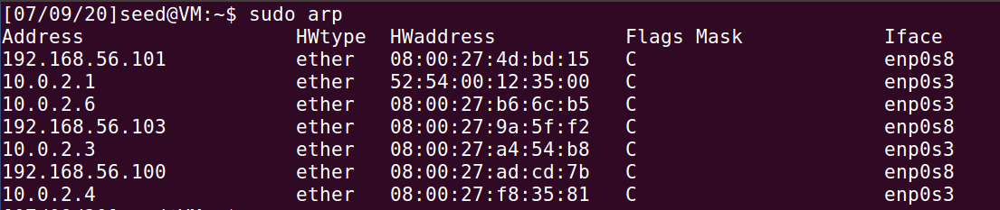 [07/09/20]seed@VM:~$ sudo arp
Address                  HWtype  HWaddress           Flags Mask            Iface
192.168.56.101           ether   08:00:27:4d:bd:15   C                     enp0s8
10.0.2.1                 ether   52:54:00:12:35:00   C                     enp0s3
10.0.2.6                 ether   08:00:27:b6:6c:b5   C                     enp0s3
192.168.56.103           ether   08:00:27:9a:5f:f2   C                     enp0s8
10.0.2.3                 ether   08:00:27:a4:54:b8   C                     enp0s3
192.168.56.100           ether   08:00:27:ad:cd:7b   C                     enp0s8
10.0.2.4                 ether   08:00:27:f8:35:81   C                     enp0s3